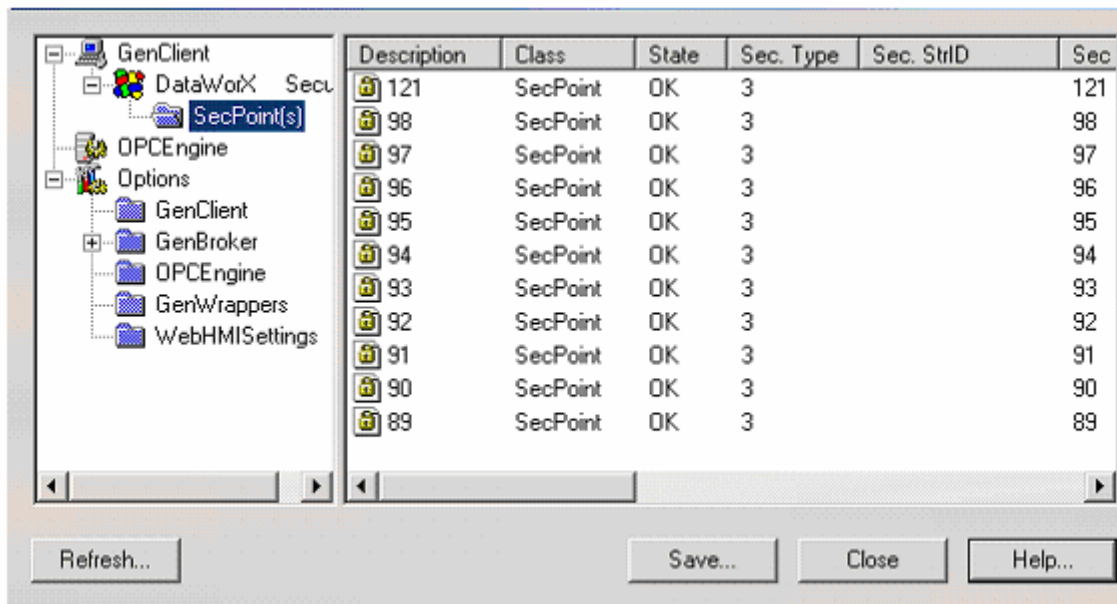 GenClient
DataWorX Secu
SecPoint(s)
OPCEngine
Options
GenClient
GenBroker
OPCEngine
GenWrappers
WebHMISettings
Description Class State Sec. Type Sec. StrID Sec
121 SecPoint OK 3 121
98 SecPoint OK 3 98
97 SecPoint OK 3 97
96 SecPoint OK 3 96
95 SecPoint OK 3 95
94 SecPoint OK 3 94
93 SecPoint OK 3 93
92 SecPoint OK 3 92
91 SecPoint OK 3 91
90 SecPoint OK 3 90
89 SecPoint OK 3 89
Refresh... Save... Close Help...